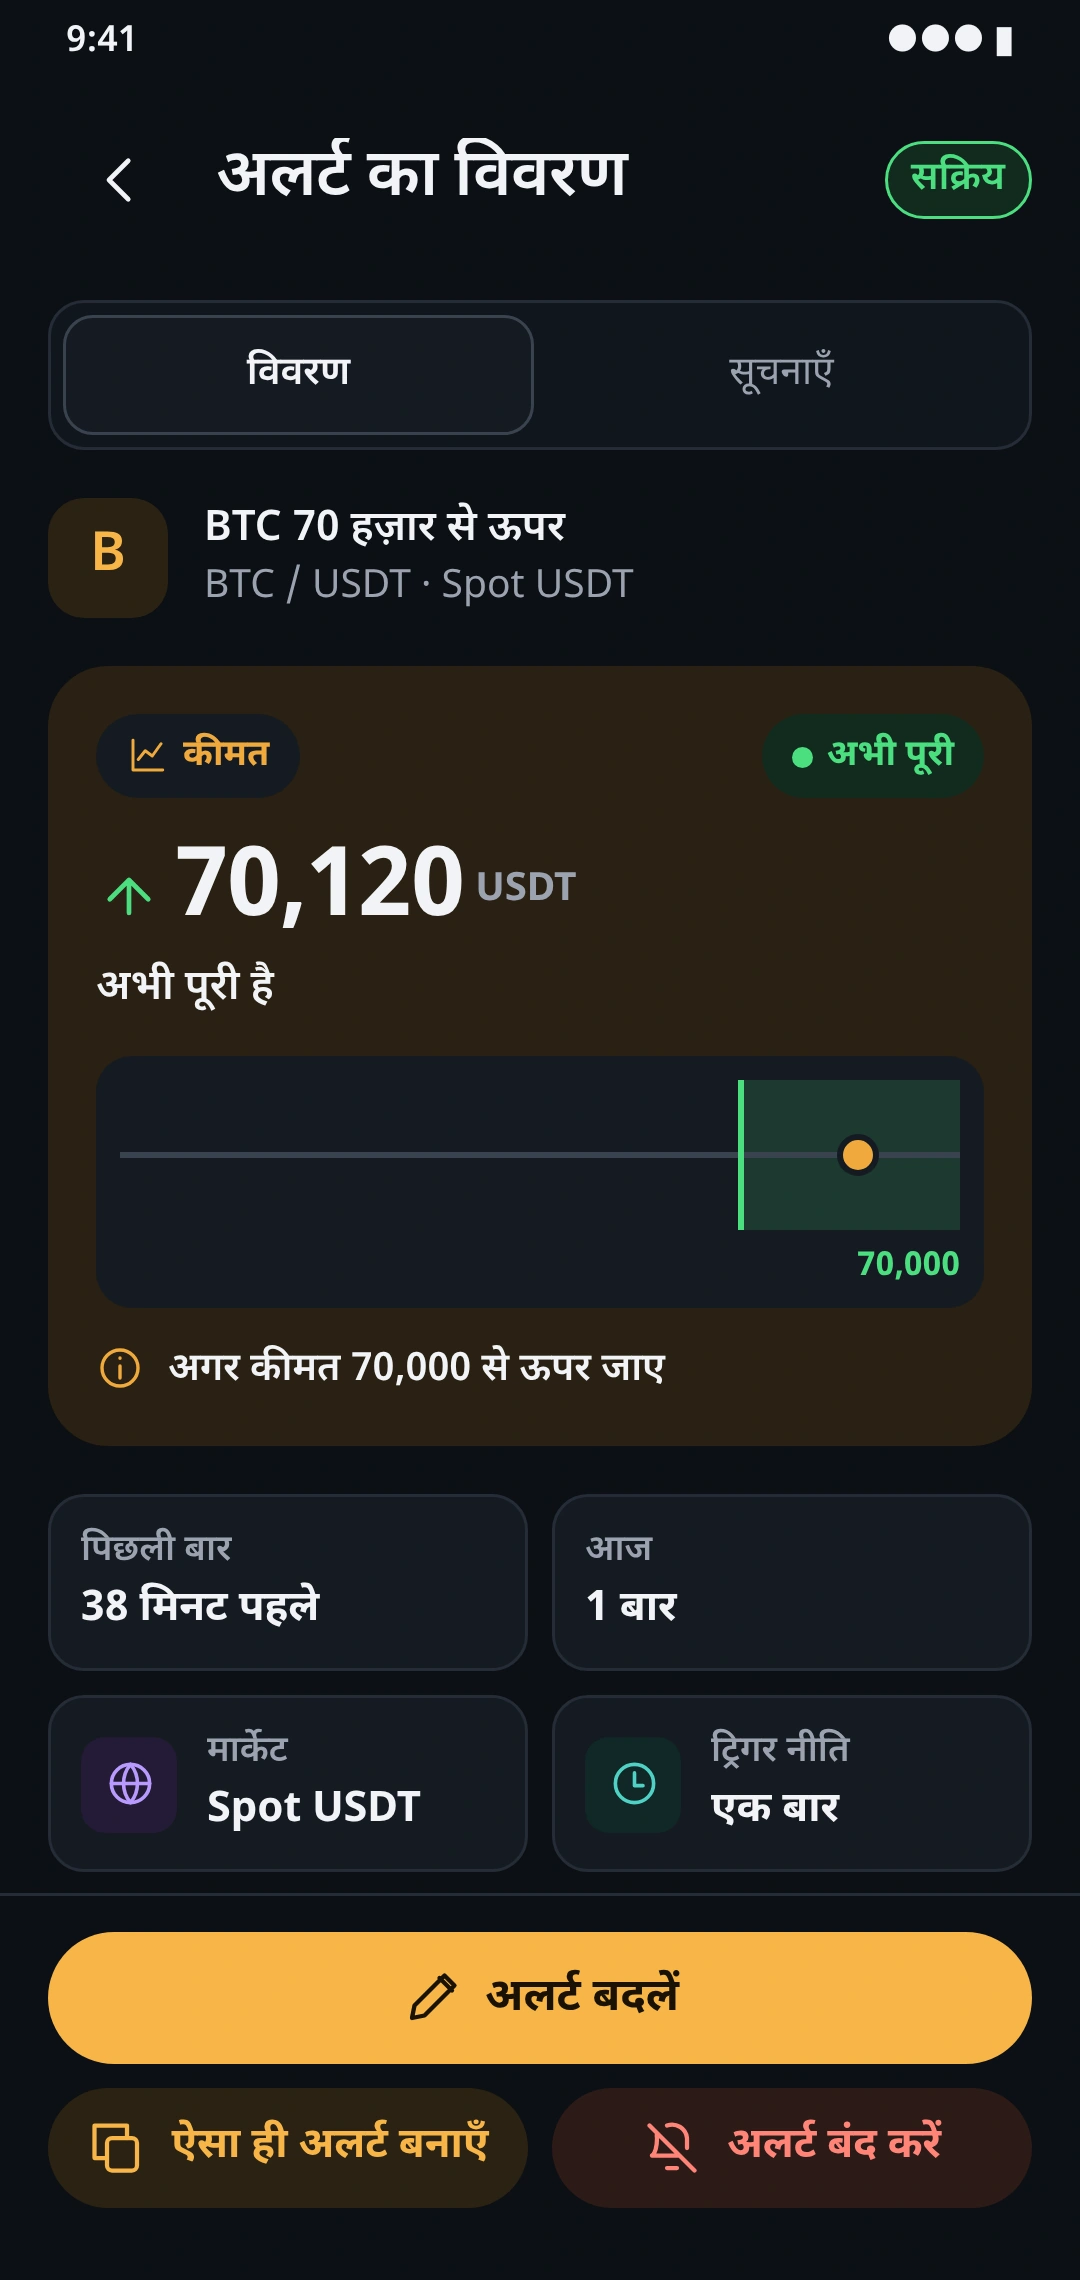 9:41
अलर्ट का विवरण
सक्रिय
विवरण
सूचनाएँ
B
BTC 70 हज़ार से ऊपर
BTC / USDT · Spot USDT
कीमत
अभी पूरी
70,120 USDT
अभी पूरी है
70,000
अगर कीमत 70,000 से ऊपर जाए
पिछली बार
38 मिनट पहले
आज
1 बार
मार्केट
Spot USDT
ट्रिगर नीति
एक बार
अलर्ट बदलें
ऐसा ही अलर्ट बनाएँ
अलर्ट बंद करें